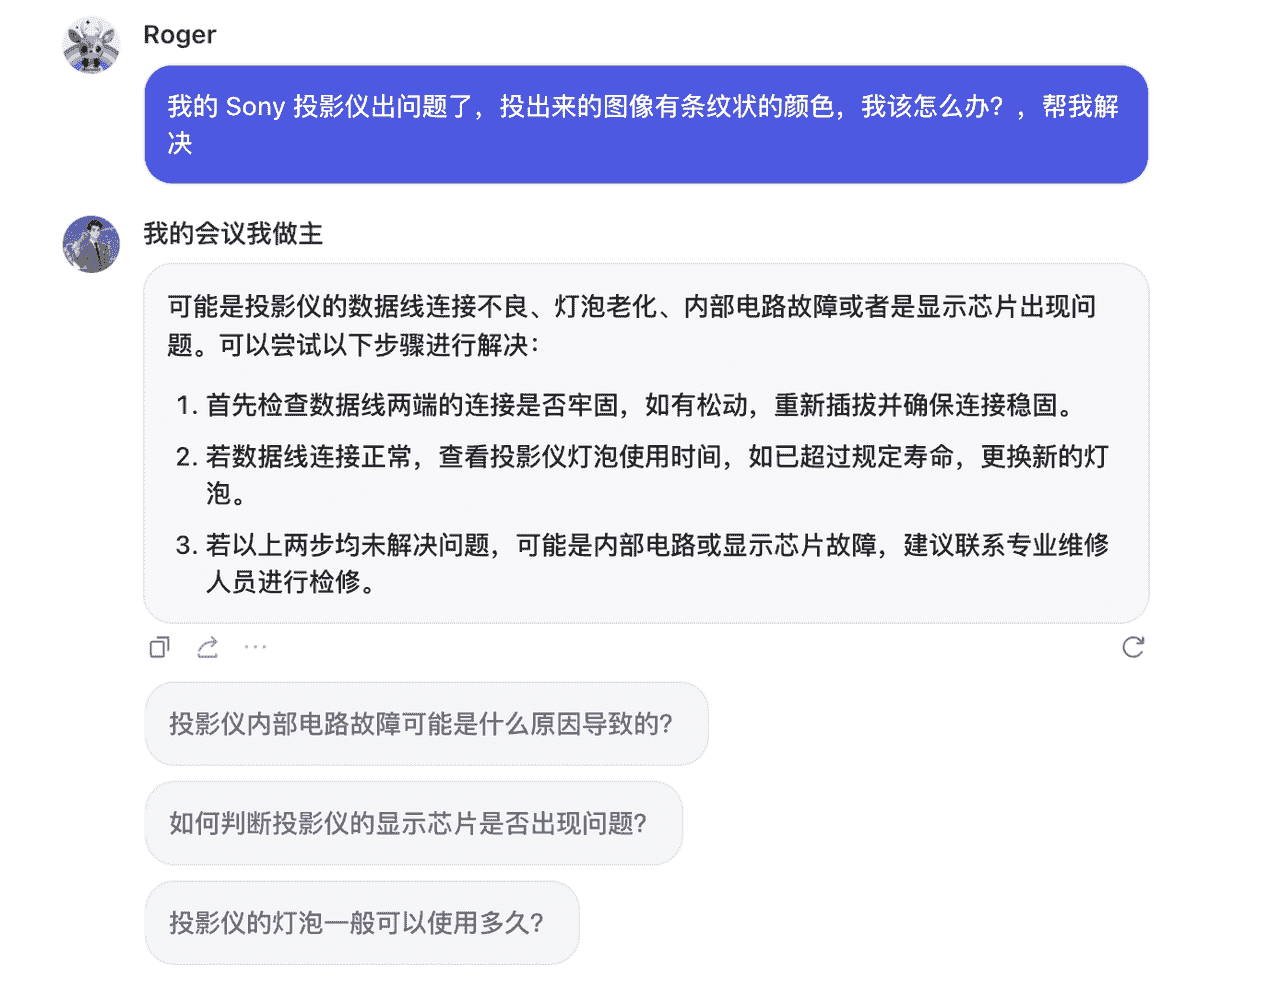 Roger
我的 Sony 投影仪出问题了，投出来的图像有条纹状的颜色，我该怎么办？，帮我解
决
我的会议我做主
可能是投影仪的数据线连接不良、灯泡老化、内部电路故障或者是显示芯片出现问
题。可以尝试以下步骤进行解决：
1. 首先检查数据线两端的连接是否牢固，如有松动，重新插拔并确保连接稳固。
2. 若数据线连接正常，查看投影仪灯泡使用时间，如已超过规定寿命，更换新的灯
泡。
3. 若以上两步均未解决问题，可能是内部电路或显示芯片故障，建议联系专业维修
人员进行检修。
投影仪内部电路故障可能是什么原因导致的？
如何判断投影仪的显示芯片是否出现问题？
投影仪的灯泡一般可以使用多久？